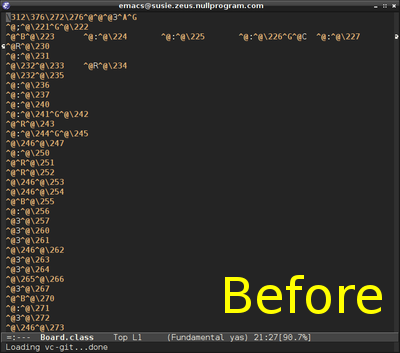 emacs@susie.zeus.nullprogram.com
\312\376\272\276^@^@^@3^A^G
^@;^@\221^G^@\222
^@^B^@\223 ^@:^@\224 ^@:^@\225 ^@:^@\226^G^@C ^@:^@\227
^@^R^@\230
^@:^@\231
^@\232^@\233 ^@^R^@\234
^@\232^@\235
^@:^@\236
^@:^@\237
^@:^@\240
^@:^@\241^G^@\242
^@^R^@\243
^@:^@\244^G^@\245
^@\246^@\247
^@:^@\250
^@^R^@\251
^@^R^@\252
^@\246^@\253
^@\246^@\254
^@^B^@\255
^@:^@\256
^@3^@\257
^@3^@\260
^@3^@\261
^@\246^@\262
^@3^@\263
^@3^@\264
^@\265^@\266
^@3^@\267
^@^B^@\270
^@:^@\271
^@3^@\272
^@\246^@\273
Before
=:--- Board.class Top L1 (Fundamental yas) 21:27[90.7%]
Loading vc-git...done